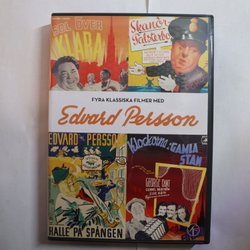 SOL ÖVER
KLARA
Skanör
Falsterbo
FYRA KLASSISKA FILMER MED
Edvard Persson
EDVARD PERSSON
HALLE PÅ SPÅNGEN
Klockorna i GAMLA
STAN
GEORGE FANT